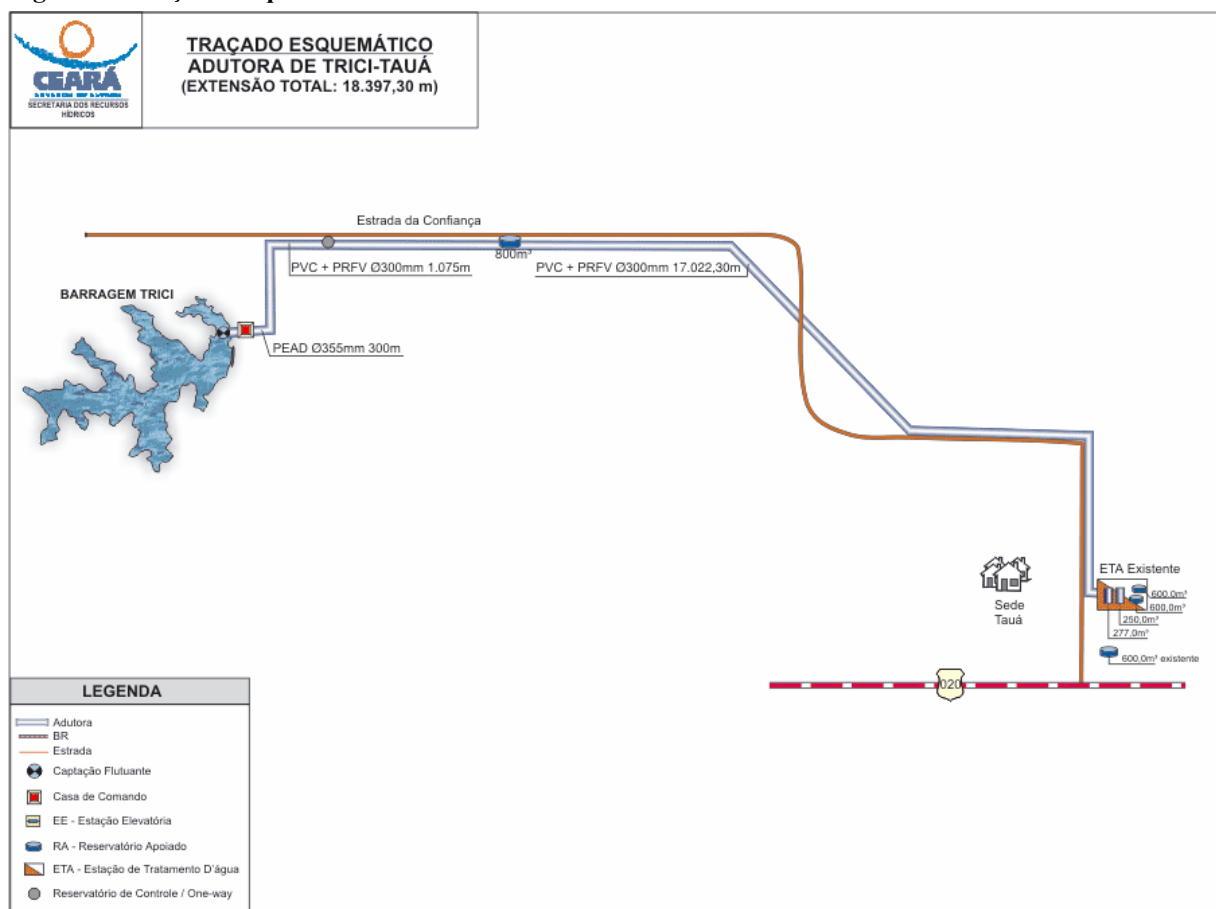 TRAÇADO ESQUEMÁTICO
ADUTORA DE TRICI-TAUÁ
(EXTENSÃO TOTAL: 18.397,30 m)
CEARÁ
SECRETARIA DOS RECURSOS
HÍDRICOS
Estrada da Confiança
800m³
PVC + PRFV Ø300mm 1.075m
PVC + PRFV Ø300mm 17.022,30m
BARRAGEM TRICI
PEAD Ø355mm 300m
ETA Existente
600,0m³
600,0m³
250,0m³
277,0m³
600,0m³ existente
Sede
Tauá
020
LEGENDA
Adutora
BR
Estrada
Captação Flutuante
Casa de Comando
EE - Estação Elevatória
RA - Reservatório Apoiado
ETA - Estação de Tratamento D'água
Reservatório de Controle / One-way